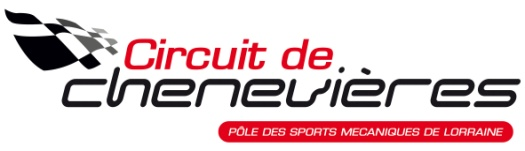 Circuit de
chenevières
PÔLE DES SPORTS MECANIQUES DE LORRAINE